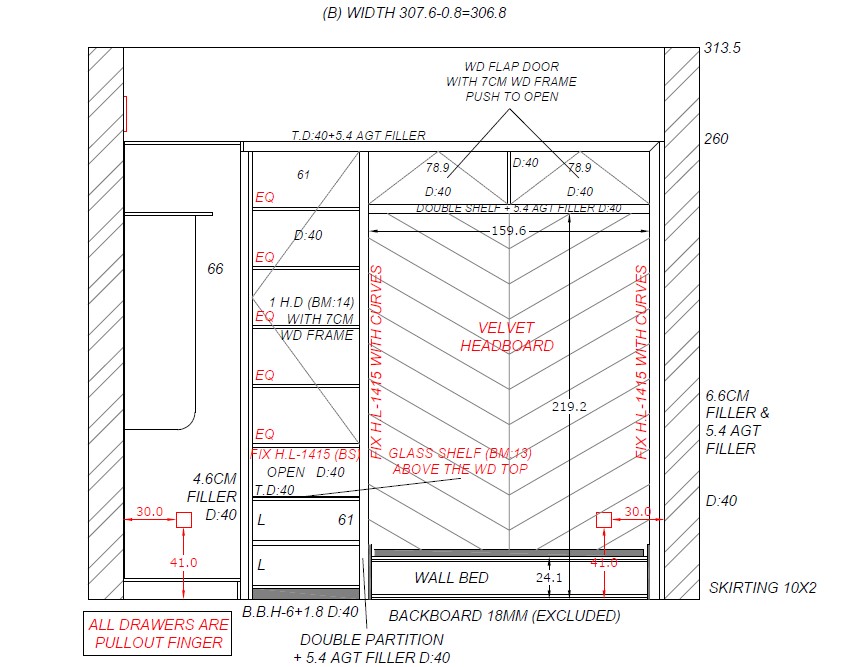 (B) WIDTH 307.6-0.8=306.8
313.5
WD FLAP DOOR
WITH 7CM WD FRAME
PUSH TO OPEN
T.D:40+5.4 AGT FILLER
260
61
78.9
D:40
78.9
EQ
D:40
D:40
DOUBLE SHELF + 5.4 AGT FILLER D:40
D:40
159.6
EQ
66
1 H.D (BM:14)
EQ WITH 7CM
WD FRAME
FIX H/L-1415 WITH CURVES
VELVET
HEADBOARD
FIX H.L-1415 WITH CURVES
EQ
219.2
6.6CM
FILLER &
5.4 AGT
FILLER
EQ
FIX H.L-1415 (BS)
GLASS SHELF (BM:13)
ABOVE THE WD TOP
OPEN D:40
4.6CM
FILLER
D:40
T.D:40
D:40
30.0
L 61
30.0
41.0
L
41.0
WALL BED
24.1
SKIRTING 10X2
B.B.H-6+1.8 D:40
BACKBOARD 18MM (EXCLUDED)
ALL DRAWERS ARE
PULLOUT FINGER
DOUBLE PARTITION
+ 5.4 AGT FILLER D:40